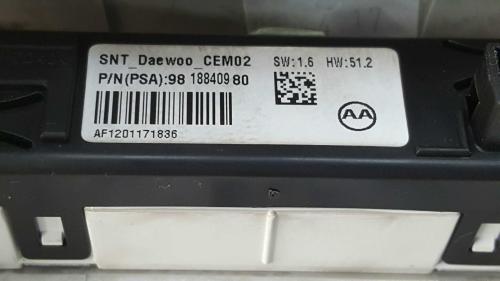 SNT_Daewoo_CEM02 SW:1.6 HW:51.2
P/N(PSA):98 188409 80
AF1201171836
AA